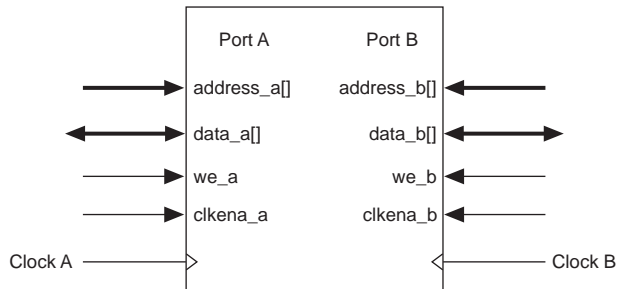 Port A Port B
address_a[] address_b[]
data_a[] data_b[]
we_a we_b
clkena_a clkena_b
Clock A Clock B